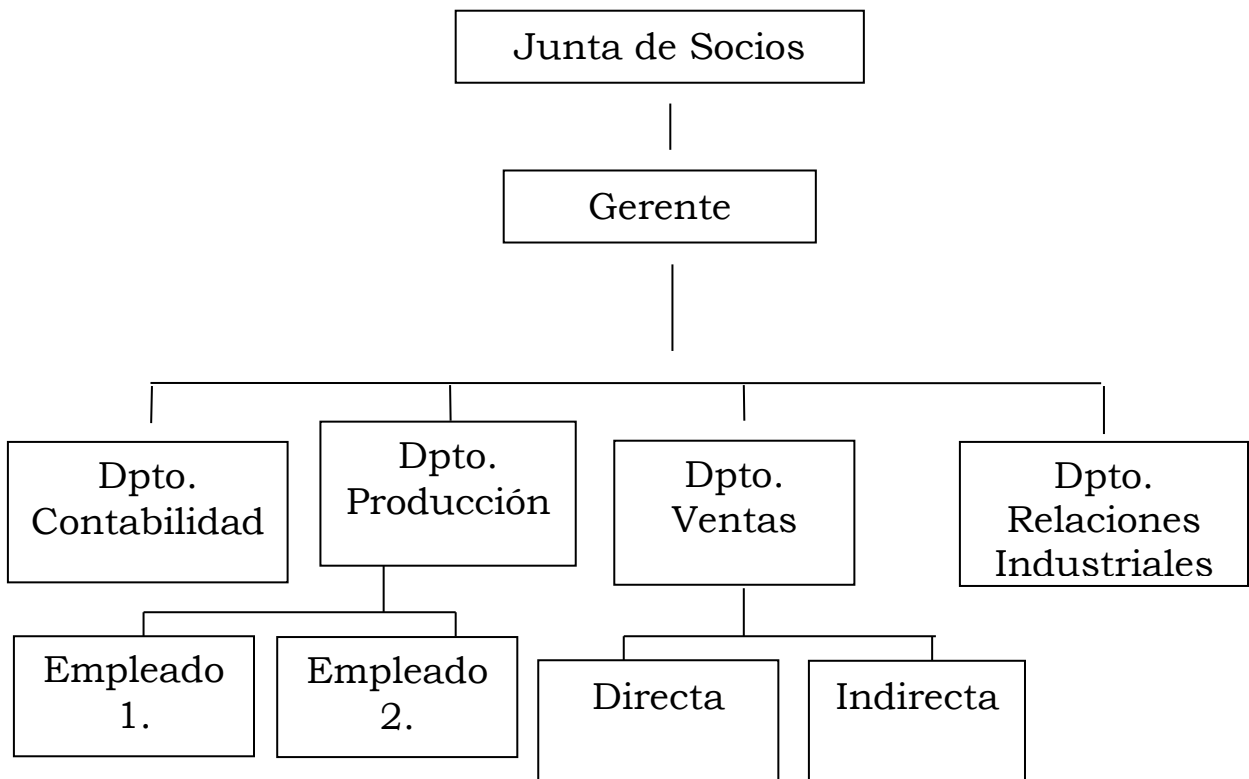 Junta de Socios
Gerente
Dpto.
Contabilidad
Dpto.
Producción
Dpto.
Ventas
Dpto.
Relaciones
Industriales
Empleado
1.
Empleado
2.
Directa
Indirecta